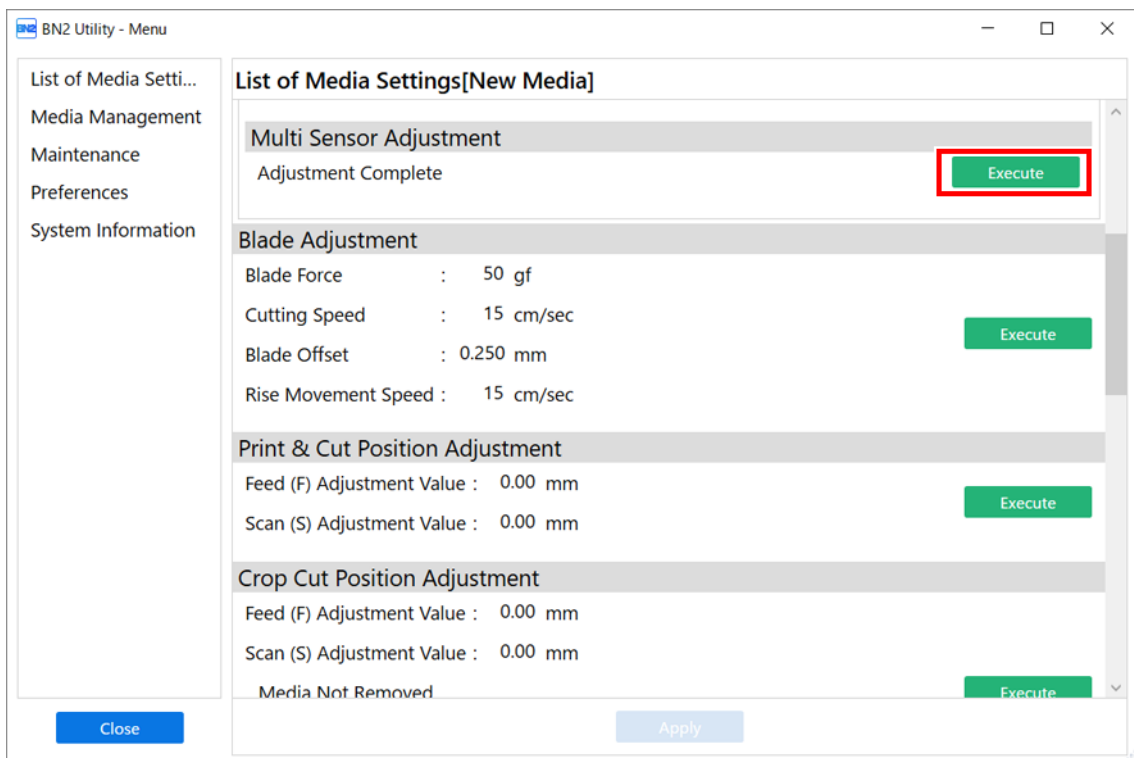 BN2 BN2 Utility - Menu
List of Media Setti...
Media Management
Maintenance
Preferences
System Information
List of Media Settings[New Media]
Multi Sensor Adjustment
Adjustment Complete Execute
Blade Adjustment
Blade Force : 50 gf
Cutting Speed : 15 cm/sec
Execute
Blade Offset : 0.250 mm
Rise Movement Speed : 15 cm/sec
Print & Cut Position Adjustment
Feed (F) Adjustment Value : 0.00 mm
Execute
Scan (S) Adjustment Value : 0.00 mm
Crop Cut Position Adjustment
Feed (F) Adjustment Value : 0.00 mm
Scan (S) Adjustment Value : 0.00 mm
Media Not Removed Execute
Close Apply